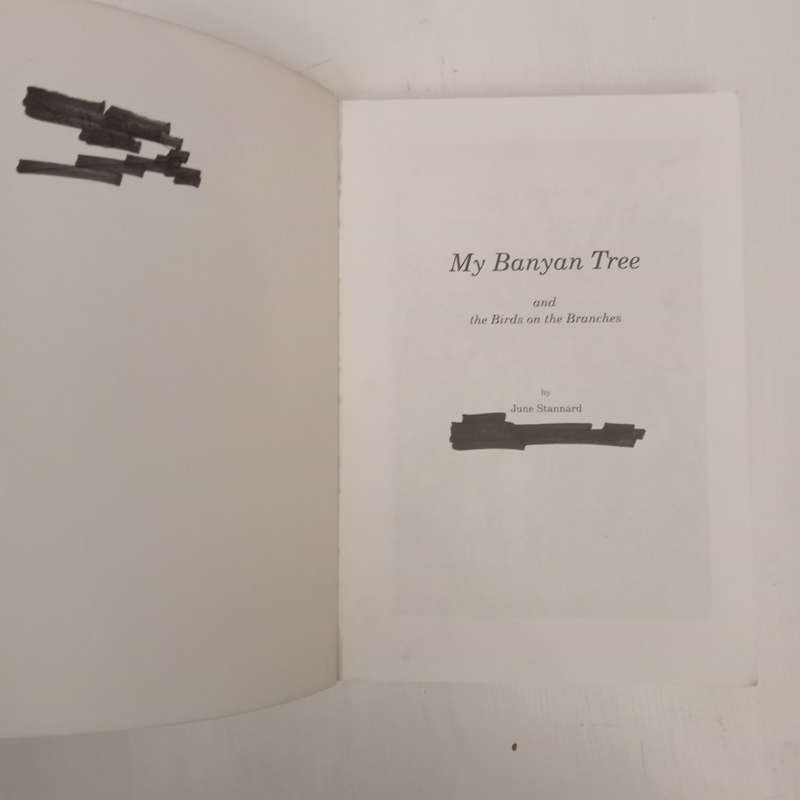 My Banyan Tree
and
the Birds on the Branches
by
June Stannard